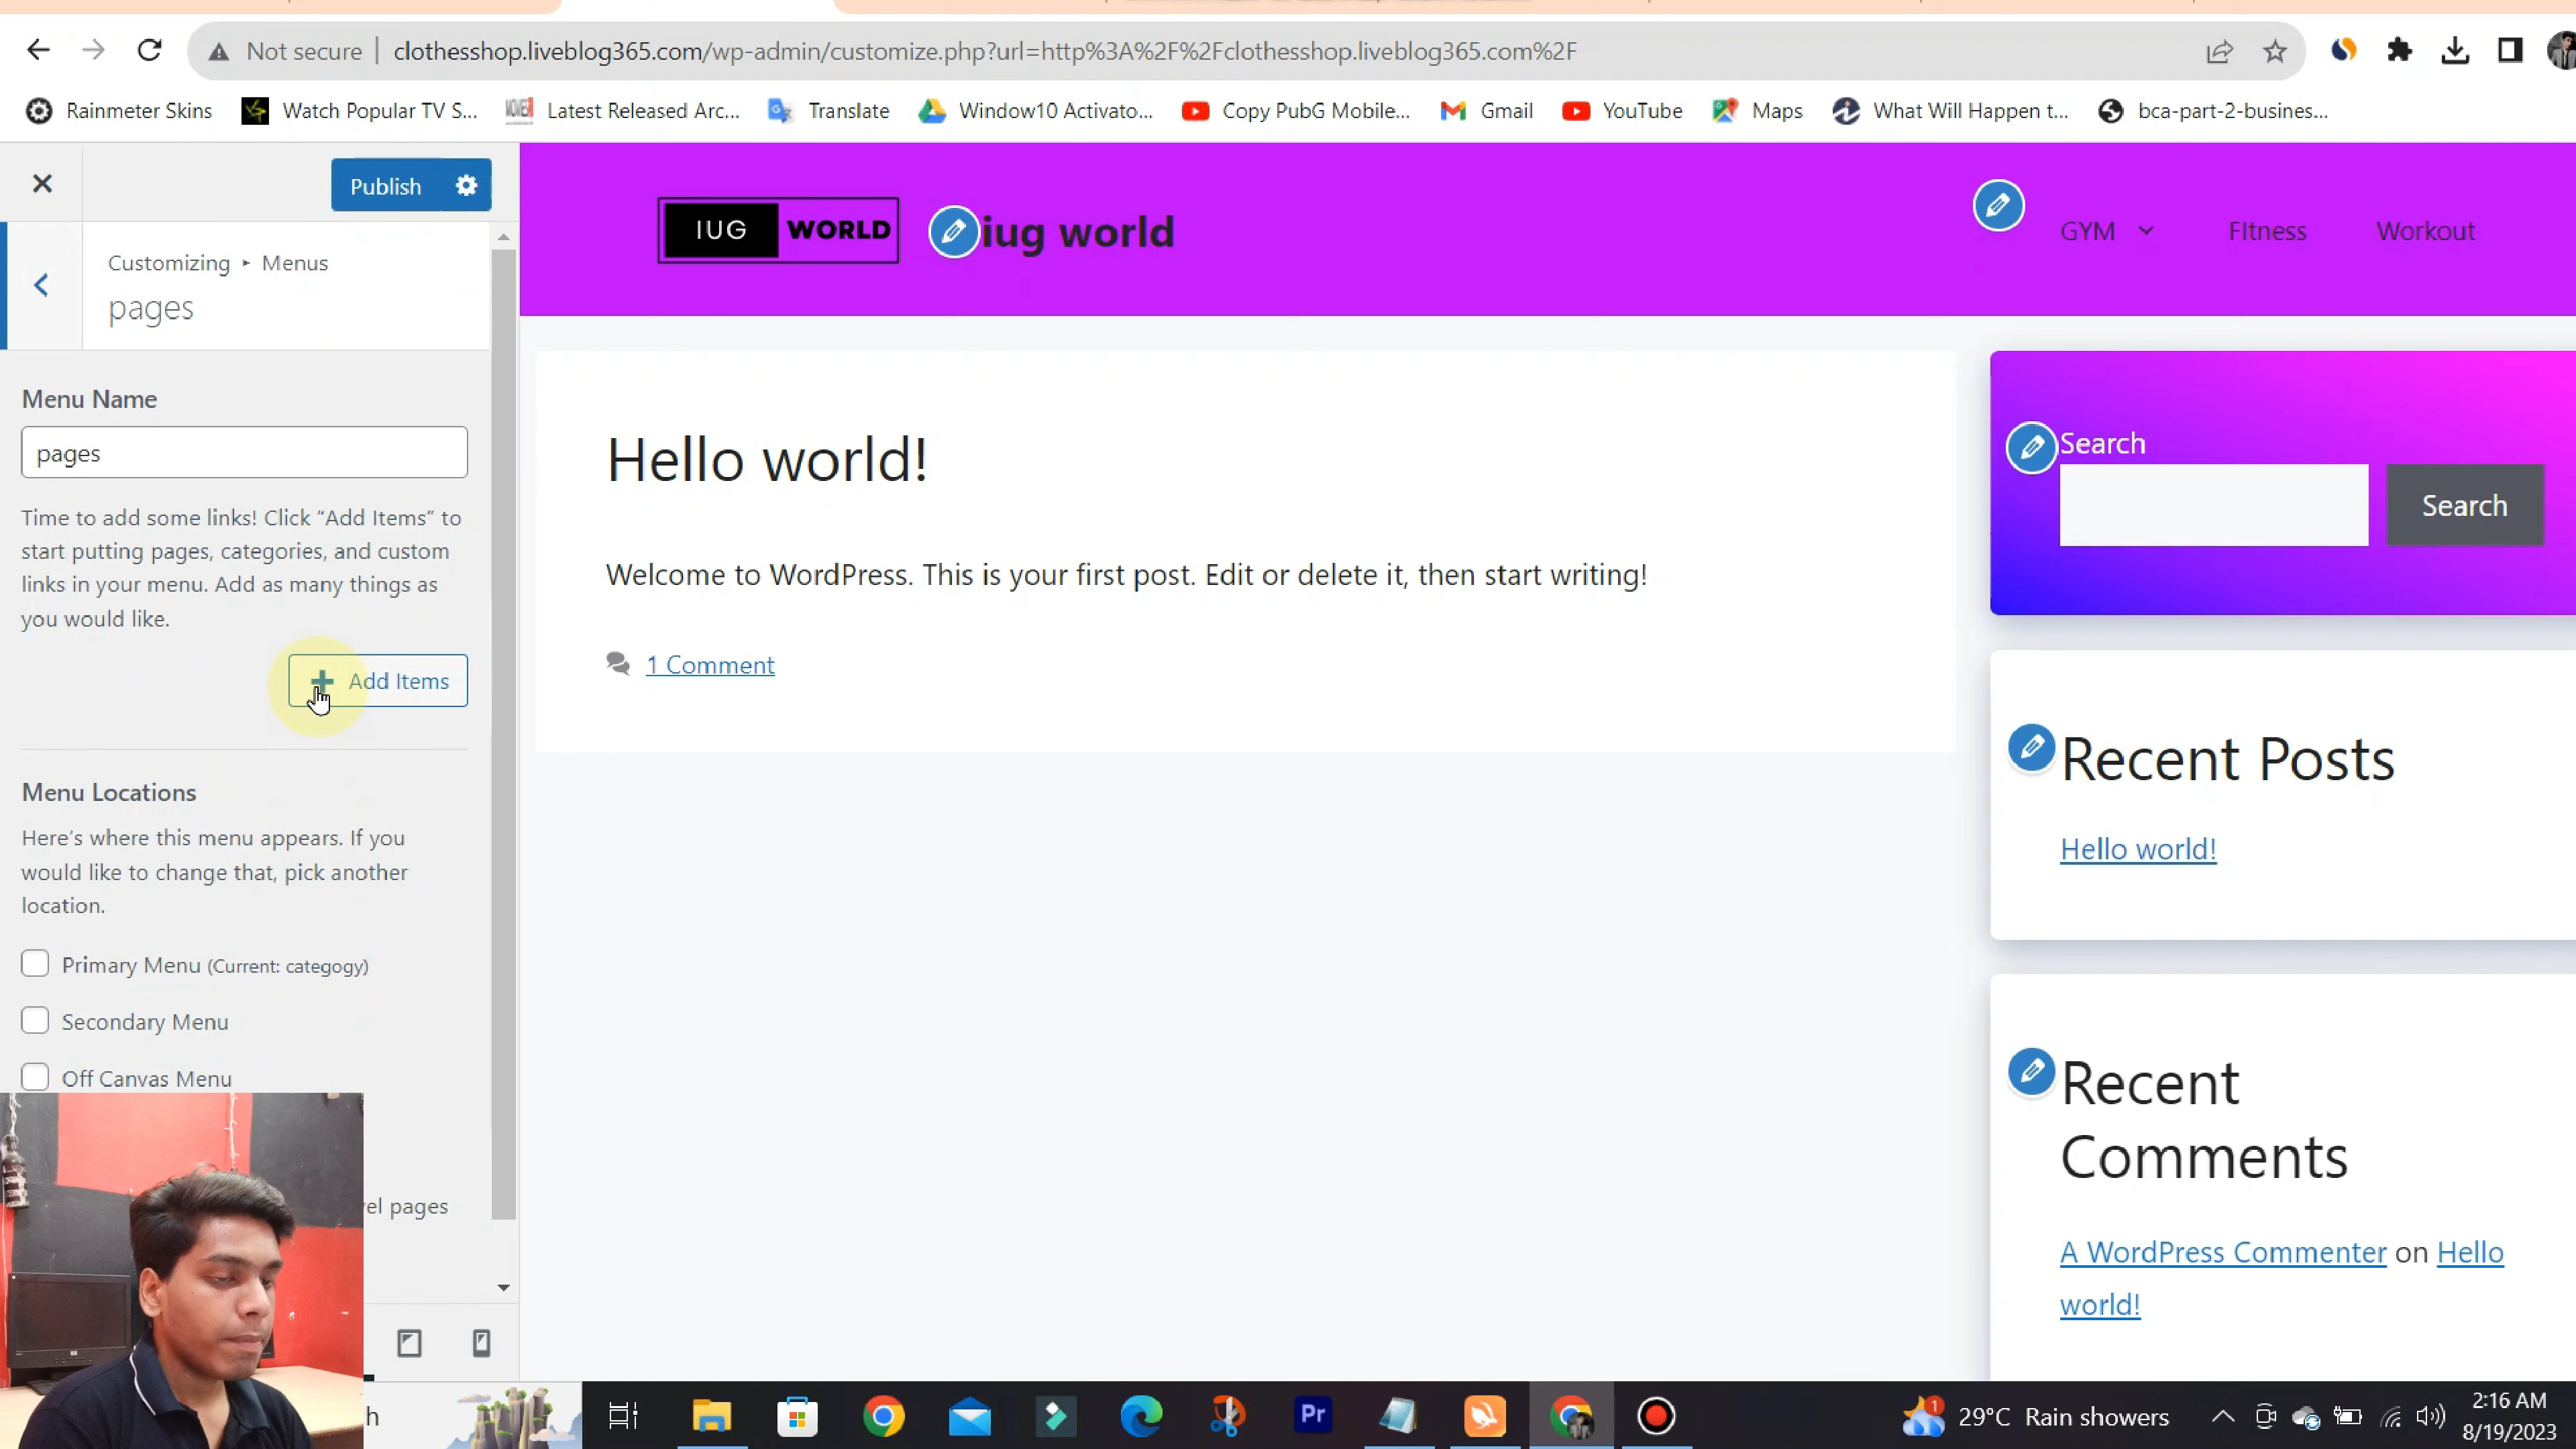 Not secure
clothesshop.liveblog365.com/wp-admin/customize.php?url=http%3A%2F%2Fclothesshop.liveblog365.com%2F
Rainmeter Skins
Watch Popular TV S...
Latest Released Arc...
Translate
Window10 Activato...
Copy PubG Mobile...
Gmail
YouTube
Maps
What Will Happen t...
bca-part-2-busines...
Publish
Customizing ▸ Menus
pages
Menu Name
pages
Time to add some links! Click “Add Items” to
start putting pages, categories, and custom
links in your menu. Add as many things as
you would like.
Add Items
Menu Locations
Here’s where this menu appears. If you
would like to change that, pick another
location.
Primary Menu (Current: categogy)
Secondary Menu
Off Canvas Menu
el pages
IUG WORLD
iug world
GYM
FItness
Workout
Hello world!
Welcome to WordPress. This is your first post. Edit or delete it, then start writing!
1 Comment
Search
Search
Recent Posts
Hello world!
Recent
Comments
A WordPress Commenter on Hello
world!
h
Pr
1
29°C Rain showers
2:16 AM
8/19/2023